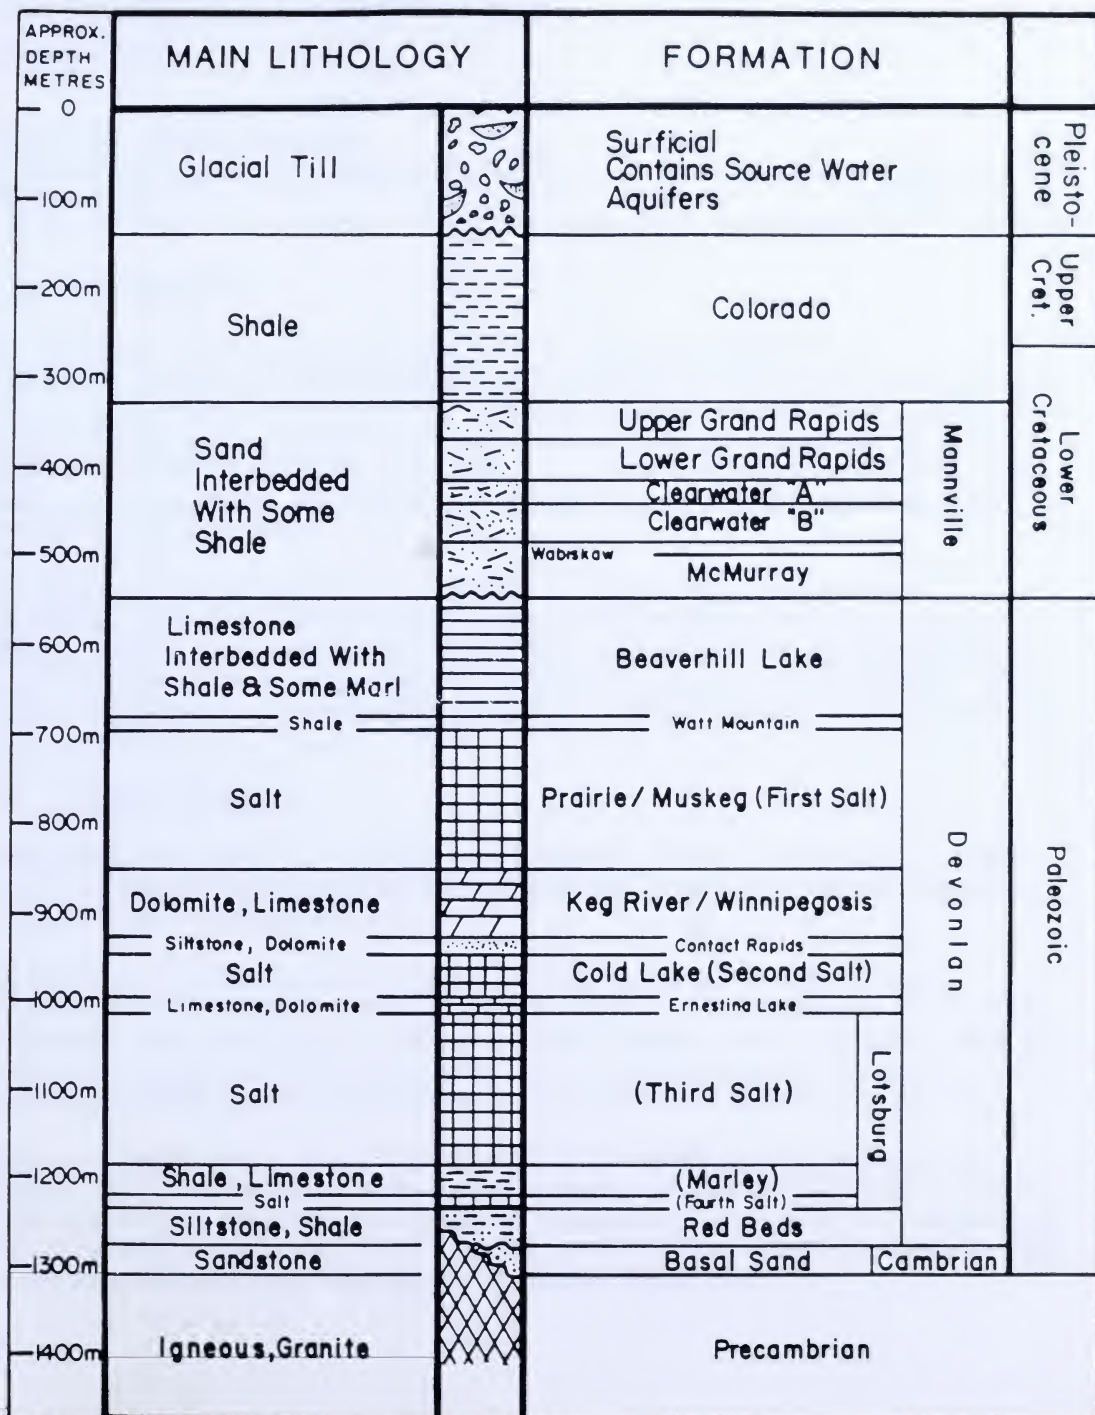 APPROX.
DEPTH
METRES
MAIN LITHOLOGY
FORMATION
0
100m
200m
300m
400m
500m
600m
700m
800m
900m
1000m
1100m
1200m
1300m
1400m
Glacial Till
Surficial
Contains Source Water
Aquifers
Pleisto-
cene
Shale
Colorado
Upper
Cret.
Sand
Interbedded
With Some
Shale
Upper Grand Rapids
Lower Grand Rapids
Clearwater "A"
Clearwater "B"
Wabiskaw
McMurray
Mannville
Lower
Cretaceous
Limestone
Interbedded With
Shale & Some Marl
Beaverhill Lake
Shale
Watt Mountain
Salt
Prairie / Muskeg (First Salt)
Dolomite, Limestone
Keg River / Winnipegosis
Siltstone, Dolomite
Contact Rapids
Salt
Cold Lake (Second Salt)
Limestone, Dolomite
Ernestina Lake
Salt
(Third Salt)
Shale, Limestone
(Marley)
Salt
(Fourth Salt)
Lotsburg
Siltstone, Shale
Red Beds
Devonian
Sandstone
Basal Sand
Cambrian
Paleozoic
Igneous, Granite
Precambrian